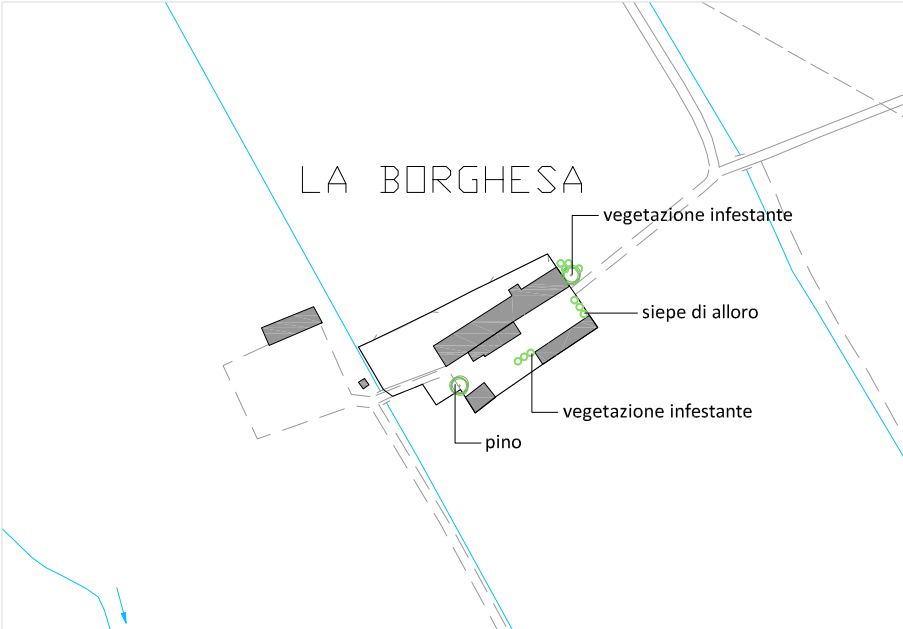 LA BORGHESA
vegetazione infestante
siepe di alloro
vegetazione infestante
pino